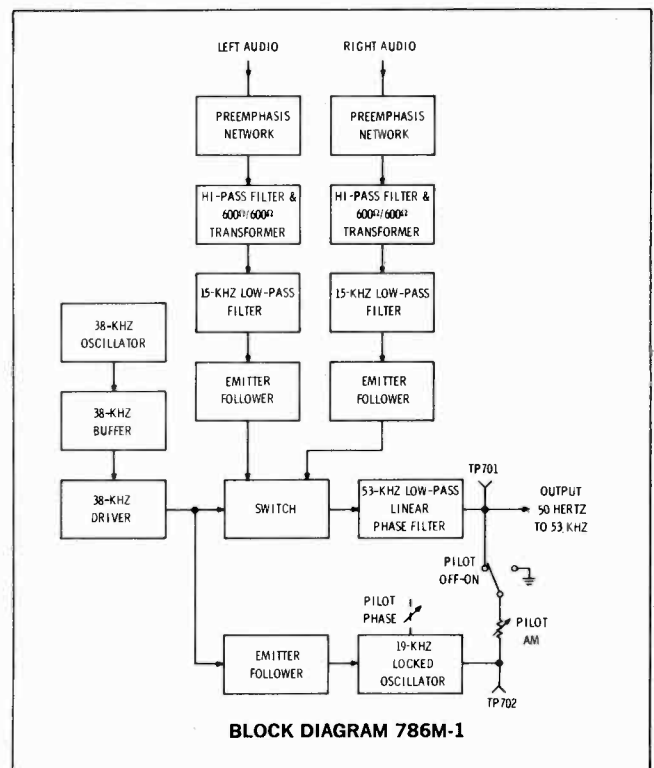 LEFT AUDIO
RIGHT AUDIO
PREEMPHASIS
NETWORK
PREEMPHASIS
NETWORK
HI-PASS FILTER &
600Ω/600Ω
TRANSFORMER
HI-PASS FILTER &
600Ω/600Ω
TRANSFORMER
15-KHZ LOW-PASS
FILTER
15-KHZ LOW-PASS
FILTER
38-KHZ
OSCILLATOR
EMITTER
FOLLOWER
EMITTER
FOLLOWER
38-KHZ
BUFFER
38-KHZ
DRIVER
SWITCH
53-KHZ LOW-PASS
LINEAR
PHASE FILTER
TP701
OUTPUT
50 HERTZ
TO 53 KHZ
PILOT
OFF-ON
PILOT
PHASE
PILOT
AM
EMITTER
FOLLOWER
19-KHZ
LOCKED
OSCILLATOR
TP702
BLOCK DIAGRAM 786M-1